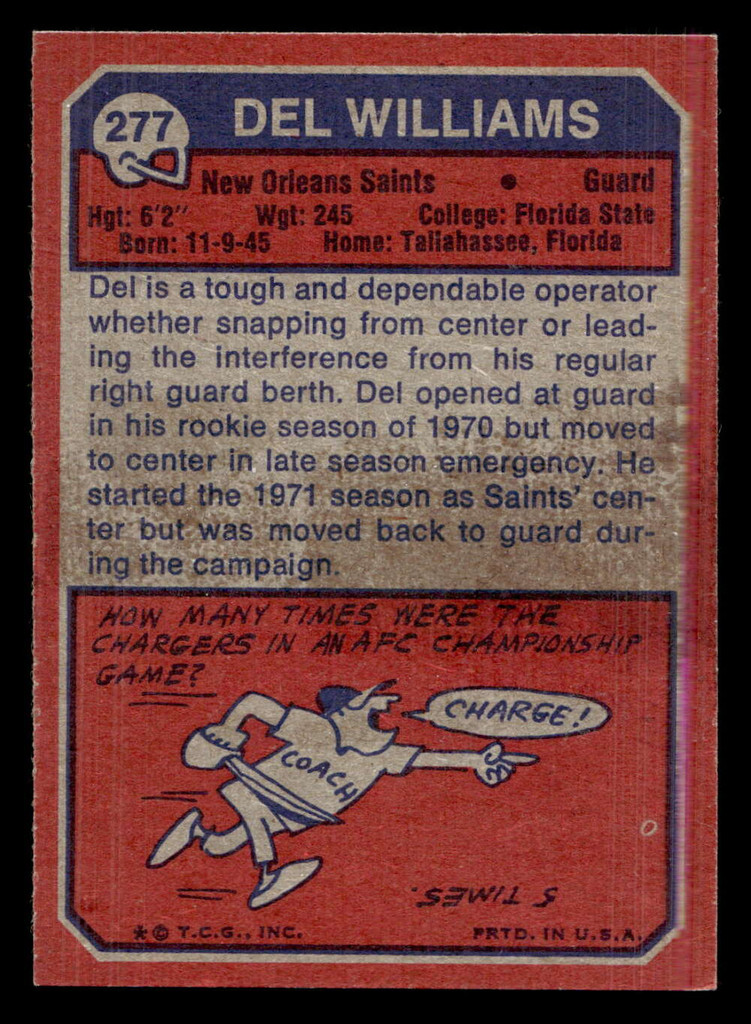 277
DEL WILLIAMS
New Orleans Saints • Guard
Hgt: 6'2" Wgt: 245 College: Florida State
Born: 11-9-45 Home: Tallahassee, Florida
Del is a tough and dependable operator
whether snapping from center or lead-
ing the interference from his regular
right guard berth. Del opened at guard
in his rookie season of 1970 but moved
to center in late season emergency. He
started the 1971 season as Saints' cen-
ter but was moved back to guard dur-
ing the campaign.
HOW MANY TIMES WERE THE
CHARGERS IN AN AFC CHAMPIONSHIP
GAME?
CHARGE!
COACH
5 TIMES.
* © T.C.G., INC. PRTD. IN U.S.A.